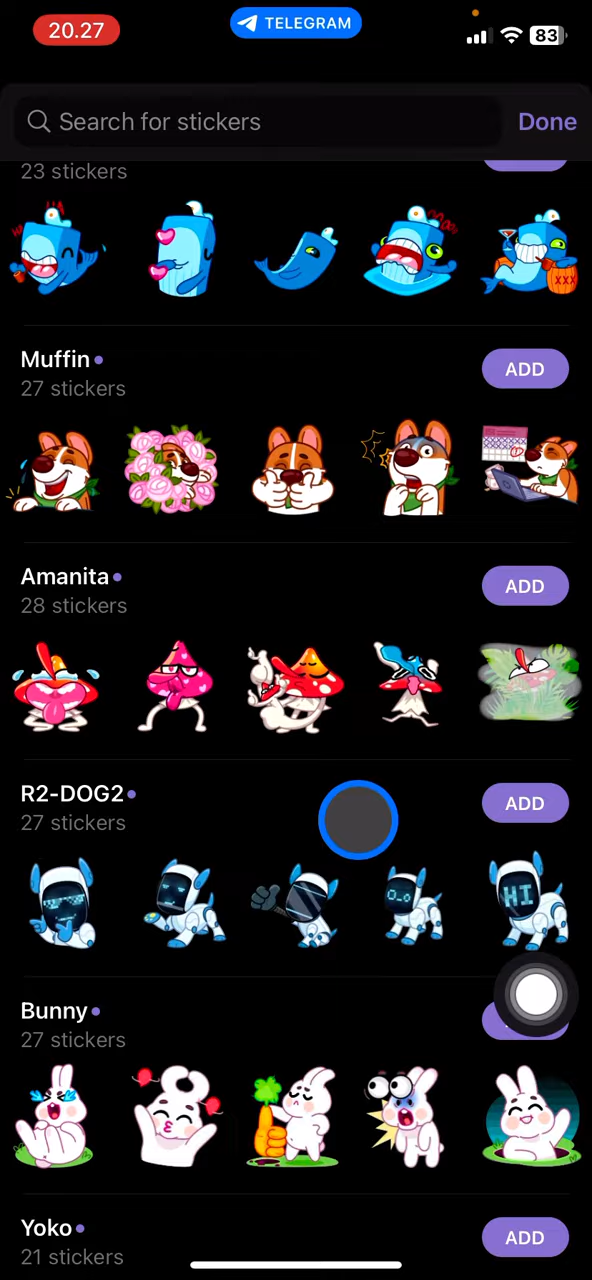 20.27
TELEGRAM
83
Search for stickers
Done
23 stickers
Muffin
27 stickers
ADD
XXX
Amanita
28 stickers
ADD
R2-DOG2
27 stickers
ADD
HI
Bunny
27 stickers
Yoko
21 stickers
ADD